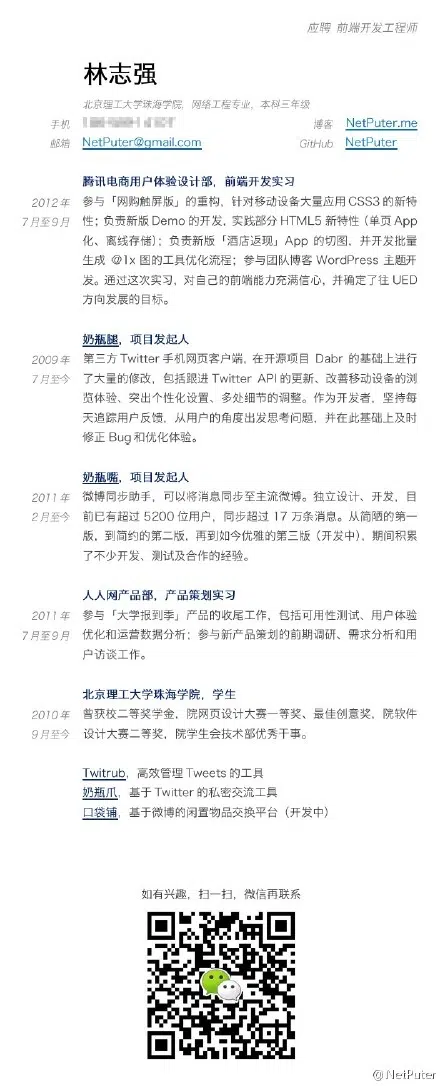 应聘 前端开发工程师
林志强
北京理工大学珠海学院，网络工程专业，本科三年级
手机
博客 NetPuter.me
邮箱 NetPuter@gmail.com
GitHub NetPuter
腾讯电商用户体验设计部，前端开发实习
2012 年
7 月至 9 月
参与「网购触屏版」的重构，针对移动设备大量应用 CSS3 的新特
性；负责新版 Demo 的开发，实践部分 HTML5 新特性（单页 App
化、离线存储）；负责新版「酒店返现」App 的切图，并开发批量
生成 @1x 图的工具优化流程；参与团队博客 WordPress 主题开
发。通过这次实习，对自己的前端能力充满信心，并确定了往 UED
方向发展的目标。
奶瓶腿，项目发起人
2009 年
7 月至今
第三方 Twitter 手机网页客户端，在开源项目 Dabr 的基础上进行
了大量的修改，包括跟进 Twitter API 的更新、改善移动设备的浏
览体验、突出个性化设置、多处细节的调整。作为开发者，坚持每
天追踪用户反馈，从用户的角度出发思考问题，并在此基础上及时
修正 Bug 和优化体验。
奶瓶嘴，项目发起人
2011 年
2 月至今
微博同步助手，可以将消息同步至主流微博。独立设计、开发，目
前已有超过 5200 位用户，同步超过 17 万条消息。从简陋的第一
版，到简约的第二版，再到如今优雅的第三版（开发中），期间积累
了不少开发、测试及合作的经验。
人人网产品部，产品策划实习
2011 年
7 月至 9 月
参与「大学报到季」产品的收尾工作，包括可用性测试、用户体验
优化和运营数据分析；参与新产品策划的前期调研、需求分析和用
户访谈工作。
北京理工大学珠海学院，学生
2010 年
9 月至今
曾获校二等奖学金，院网页设计大赛一等奖、最佳创意奖，院软件
设计大赛二等奖，院学生会技术部优秀干事。
Twitrub，高效管理 Tweets 的工具
奶瓶爪，基于 Twitter 的私密交流工具
口袋铺，基于微博的闲置物品交换平台（开发中）
如有兴趣，扫一扫，微信再联系
@NetPuter